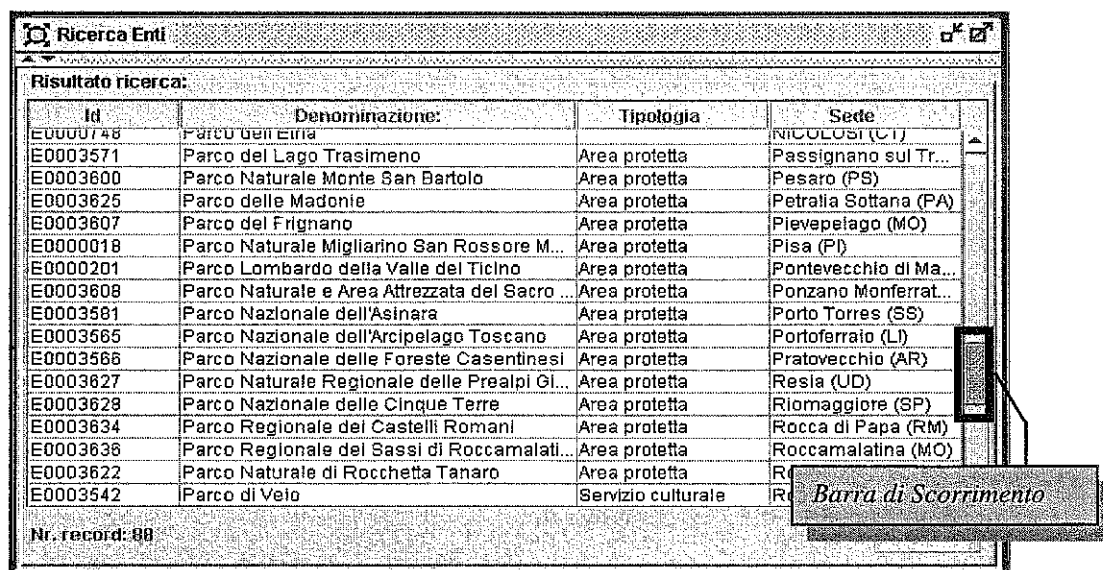 Ricerca Enti
Risultato ricerca:
Id Denominazione: Tipologia Sede
E0000748 Parco dell'Etna NICOLOSI (CT)
E0003571 Parco del Lago Trasimeno Area protetta Passignano sul Tr...
E0003600 Parco Naturale Monte San Bartolo Area protetta Pesaro (PS)
E0003625 Parco delle Madonie Area protetta Petralia Sottana (PA)
E0003607 Parco del Frignano Area protetta Pievepelago (MO)
E0000018 Parco Naturale Migliarino San Rossore M... Area protetta Pisa (PI)
E0000201 Parco Lombardo della Valle del Ticino Area protetta Pontevecchio di Ma...
E0003608 Parco Naturale e Area Attrezzata del Sacro ... Area protetta Ponzano Monferrat...
E0003581 Parco Nazionale dell'Asinara Area protetta Porto Torres (SS)
E0003565 Parco Nazionale dell'Arcipelago Toscano Area protetta Portoferraio (LI)
E0003566 Parco Nazionale delle Foreste Casentinesi Area protetta Pratovecchio (AR)
E0003627 Parco Naturale Regionale delle Prealpi Gi... Area protetta Resia (UD)
E0003628 Parco Nazionale delle Cinque Terre Area protetta Riomaggiore (SP)
E0003634 Parco Regionale dei Castelli Romani Area protetta Rocca di Papa (RM)
E0003636 Parco Regionale dei Sassi di Roccamalati... Area protetta Roccamalatina (MO)
E0003622 Parco Naturale di Rocchetta Tanaro Area protetta
E0003542 Parco di Veio Servizio culturale
Barra di Scorrimento
Nr. record: 88